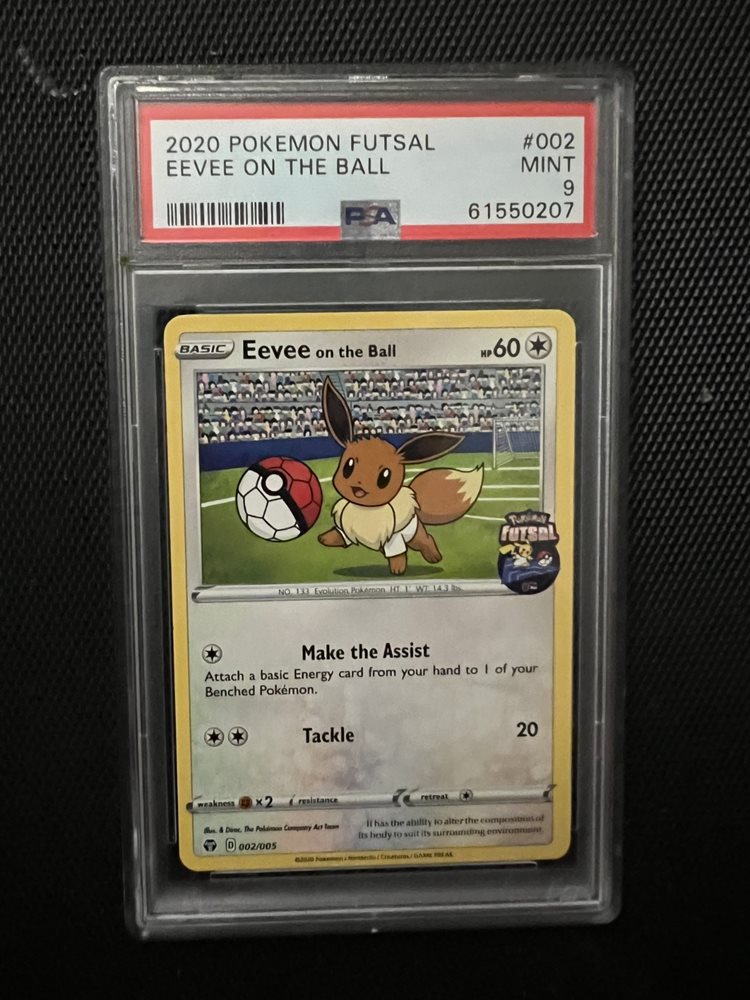 2020 POKEMON FUTSAL #002
EEVEE ON THE BALL MINT
9
PSA 61550207
BASIC Eevee on the Ball HP 60
Pokémon
FUTSAL
NO. 133 Evolution Pokémon HT 1' WT 14.3 lbs.
Make the Assist
Attach a basic Energy card from your hand to 1 of your
Benched Pokémon.
Tackle 20
weakness ×2 resistance retreat
It has the ability to alter the composition of
its body to suit its surrounding environment.
Illus. & Direc. The Pokémon Company Art Team
D 002/005
©2020 Pokémon / Nintendo / Creatures / GAME FREAK